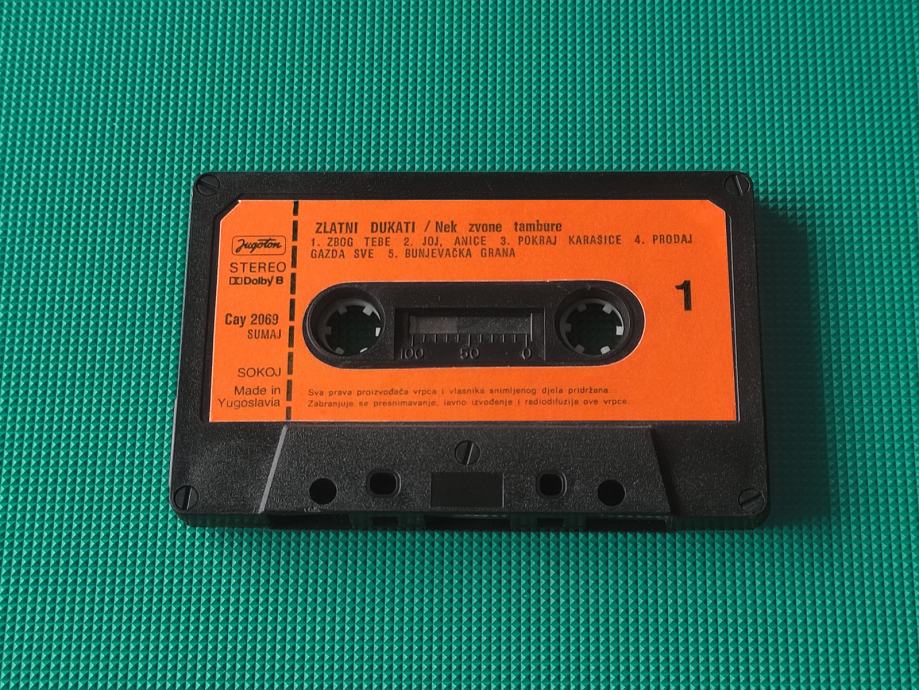 ZLATNI DUKATI / Nek zvone tambure
1. ZBOG TEBE 2. JOJ, ANICE 3. POKRAJ KARAŠICE 4. PRODAJ
GAZDA SVE 5. BUNJEVAČKA GRANA
Jugoton
STEREO
Dolby B
Cay 2069
SUMAJ
SOKOJ
Made in
Yugoslavia
1
100 50 0
Sva prava proizvođača vrpca i vlasnika snimljenog djela pridržana
Zabranjuje se presnimavanje, javno izvođenje i radiodifuzija ove vrpce.